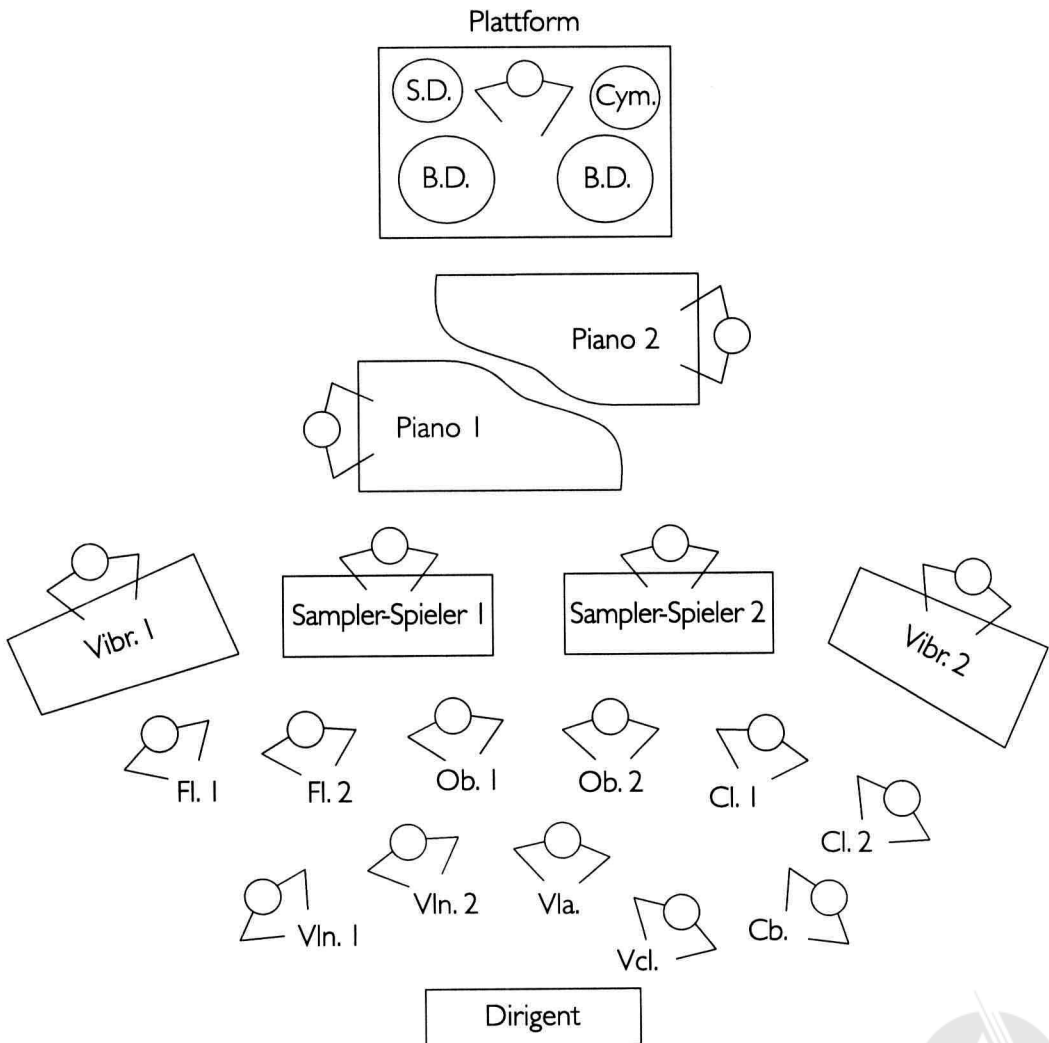 Plattform
S.D.
Cym.
B.D.
B.D.
Piano 2
Piano 1
Sampler-Spieler 1
Sampler-Spieler 2
Vibr. 1
Vibr. 2
Fl. 1
Fl. 2
Ob. 1
Ob. 2
Cl. 1
Cl. 2
Vln. 1
Vln. 2
Vla.
Vcl.
Cb.
Dirigent